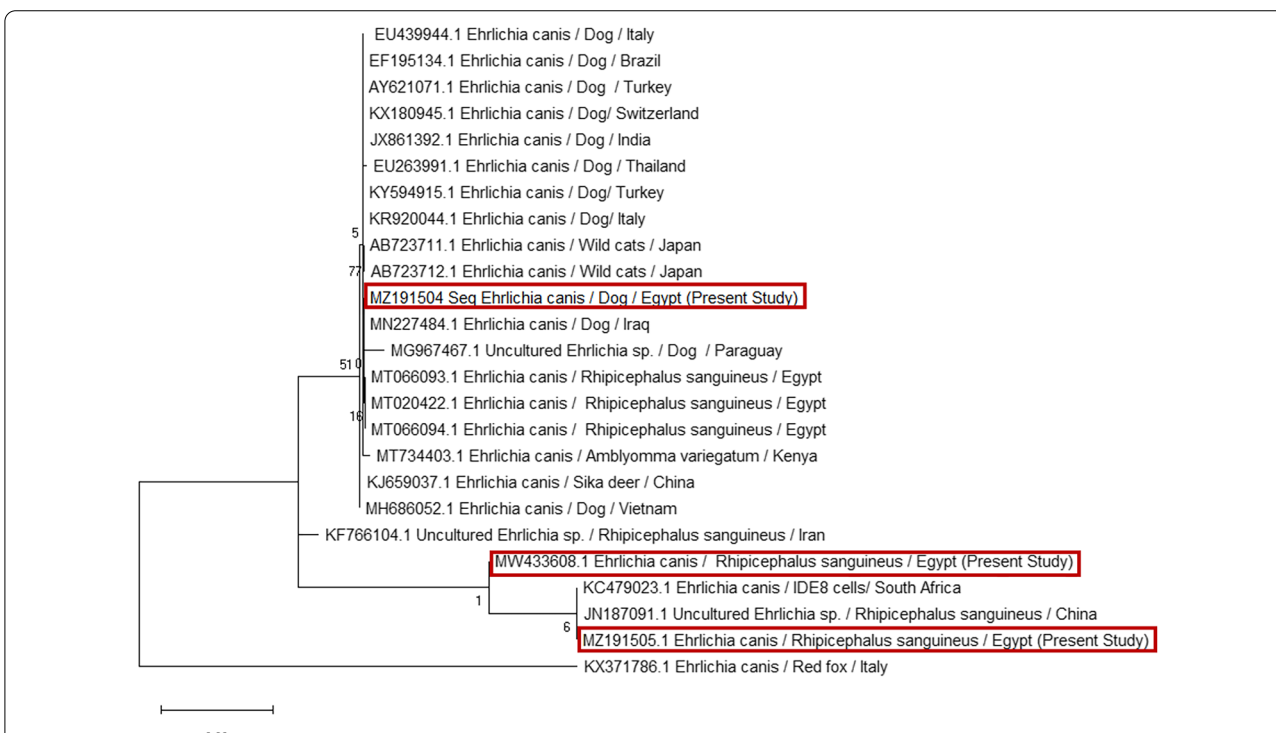 EU439944.1 Ehrlichia canis / Dog / Italy
EF195134.1 Ehrlichia canis / Dog / Brazil
AY621071.1 Ehrlichia canis / Dog / Turkey
KX180945.1 Ehrlichia canis / Dog/ Switzerland
JX861392.1 Ehrlichia canis / Dog / India
EU263991.1 Ehrlichia canis / Dog / Thailand
KY594915.1 Ehrlichia canis / Dog/ Turkey
KR920044.1 Ehrlichia canis / Dog/ Italy
5
AB723711.1 Ehrlichia canis / Wild cats / Japan
77
AB723712.1 Ehrlichia canis / Wild cats / Japan
MZ191504 Seq Ehrlichia canis / Dog / Egypt (Present Study)
MN227484.1 Ehrlichia canis / Dog / Iraq
MG967467.1 Uncultured Ehrlichia sp. / Dog / Paraguay
51 0
MT066093.1 Ehrlichia canis / Rhipicephalus sanguineus / Egypt
MT020422.1 Ehrlichia canis / Rhipicephalus sanguineus / Egypt
16
MT066094.1 Ehrlichia canis / Rhipicephalus sanguineus / Egypt
MT734403.1 Ehrlichia canis / Amblyomma variegatum / Kenya
KJ659037.1 Ehrlichia canis / Sika deer / China
MH686052.1 Ehrlichia canis / Dog / Vietnam
KF766104.1 Uncultured Ehrlichia sp. / Rhipicephalus sanguineus / Iran
MW433608.1 Ehrlichia canis / Rhipicephalus sanguineus / Egypt (Present Study)
KC479023.1 Ehrlichia canis / IDE8 cells/ South Africa
1
JN187091.1 Uncultured Ehrlichia sp. / Rhipicephalus sanguineus / China
6
MZ191505.1 Ehrlichia canis / Rhipicephalus sanguineus / Egypt (Present Study)
KX371786.1 Ehrlichia canis / Red fox / Italy